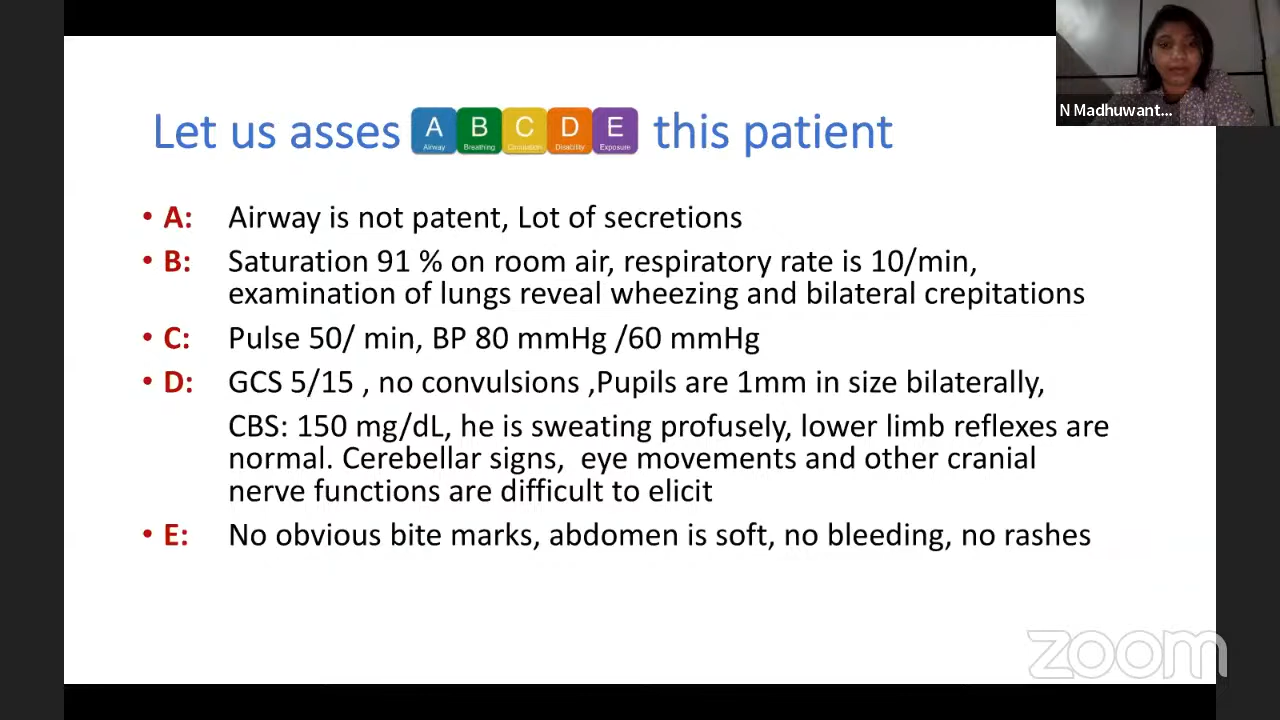 N Madhuwant...
Let us asses A B C D E this patient
Airway Breathing Circulation Disability Exposure
• A: Airway is not patent, Lot of secretions
• B: Saturation 91 % on room air, respiratory rate is 10/min,
examination of lungs reveal wheezing and bilateral crepitations
• C: Pulse 50/ min, BP 80 mmHg /60 mmHg
• D: GCS 5/15 , no convulsions ,Pupils are 1mm in size bilaterally,
CBS: 150 mg/dL, he is sweating profusely, lower limb reflexes are
normal. Cerebellar signs, eye movements and other cranial
nerve functions are difficult to elicit
• E: No obvious bite marks, abdomen is soft, no bleeding, no rashes
zoom